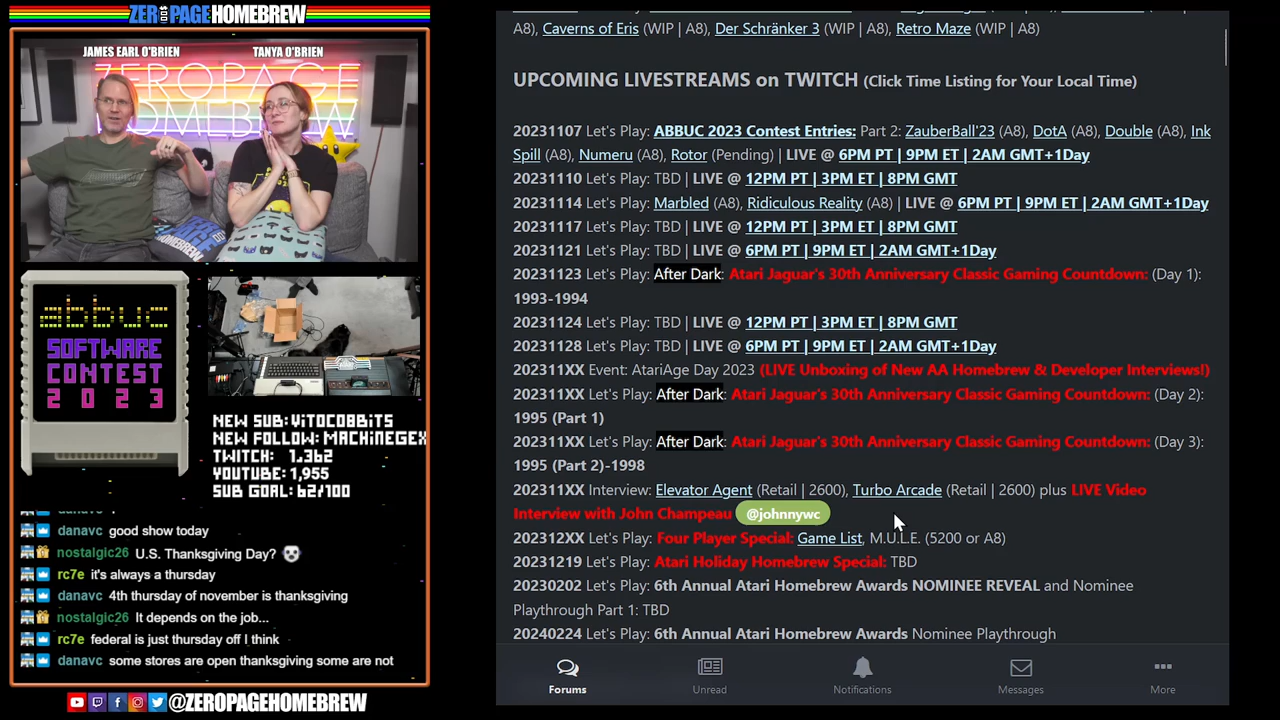 ZEROPAGE HOMEBREW
JAMES EARL O'BRIEN
TANYA O'BRIEN
ZEROPAGE
HOMEBREW
abbuc
SOFTWARE
CONTEST
2023
NEW SUB: VITOCOBBITS
NEW FOLLOW: MACHINEGEX
TWITCH: 1,362
YOUTUBE: 1,955
SUB GOAL: 62/100
danavc good show today
nostalgic26 U.S. Thanksgiving Day?
rc7e it's always a thursday
danavc 4th thursday of november is thanksgiving
nostalgic26 It depends on the job...
rc7e federal is just thursday off I think
danavc some stores are open thanksgiving some are not
@ZEROPAGEHOMEBREW
A8), Caverns of Eris (WIP | A8), Der Schränker 3 (WIP | A8), Retro Maze (WIP | A8)
UPCOMING LIVESTREAMS on TWITCH (Click Time Listing for Your Local Time)
20231107 Let's Play: ABBUC 2023 Contest Entries: Part 2: ZauberBall'23 (A8), DotA (A8), Double (A8), Ink
Spill (A8), Numeru (A8), Rotor (Pending) | LIVE @ 6PM PT | 9PM ET | 2AM GMT+1Day
20231110 Let's Play: TBD | LIVE @ 12PM PT | 3PM ET | 8PM GMT
20231114 Let's Play: Marbled (A8), Ridiculous Reality (A8) | LIVE @ 6PM PT | 9PM ET | 2AM GMT+1Day
20231117 Let's Play: TBD | LIVE @ 12PM PT | 3PM ET | 8PM GMT
20231121 Let's Play: TBD | LIVE @ 6PM PT | 9PM ET | 2AM GMT+1Day
20231123 Let's Play: After Dark: Atari Jaguar's 30th Anniversary Classic Gaming Countdown: (Day 1):
1993-1994
20231124 Let's Play: TBD | LIVE @ 12PM PT | 3PM ET | 8PM GMT
20231128 Let's Play: TBD | LIVE @ 6PM PT | 9PM ET | 2AM GMT+1Day
202311XX Event: AtariAge Day 2023 (LIVE Unboxing of New AA Homebrew & Developer Interviews!)
202311XX Let's Play: After Dark: Atari Jaguar's 30th Anniversary Classic Gaming Countdown: (Day 2):
1995 (Part 1)
202311XX Let's Play: After Dark: Atari Jaguar's 30th Anniversary Classic Gaming Countdown: (Day 3):
1995 (Part 2)-1998
202311XX Interview: Elevator Agent (Retail | 2600), Turbo Arcade (Retail | 2600) plus LIVE Video
Interview with John Champeau @johnnywc
202312XX Let's Play: Four Player Special: Game List, M.U.L.E. (5200 or A8)
20231219 Let's Play: Atari Holiday Homebrew Special: TBD
20230202 Let's Play: 6th Annual Atari Homebrew Awards NOMINEE REVEAL and Nominee
Playthrough Part 1: TBD
20240224 Let's Play: 6th Annual Atari Homebrew Awards Nominee Playthrough
Forums
Unread
Notifications
Messages
More